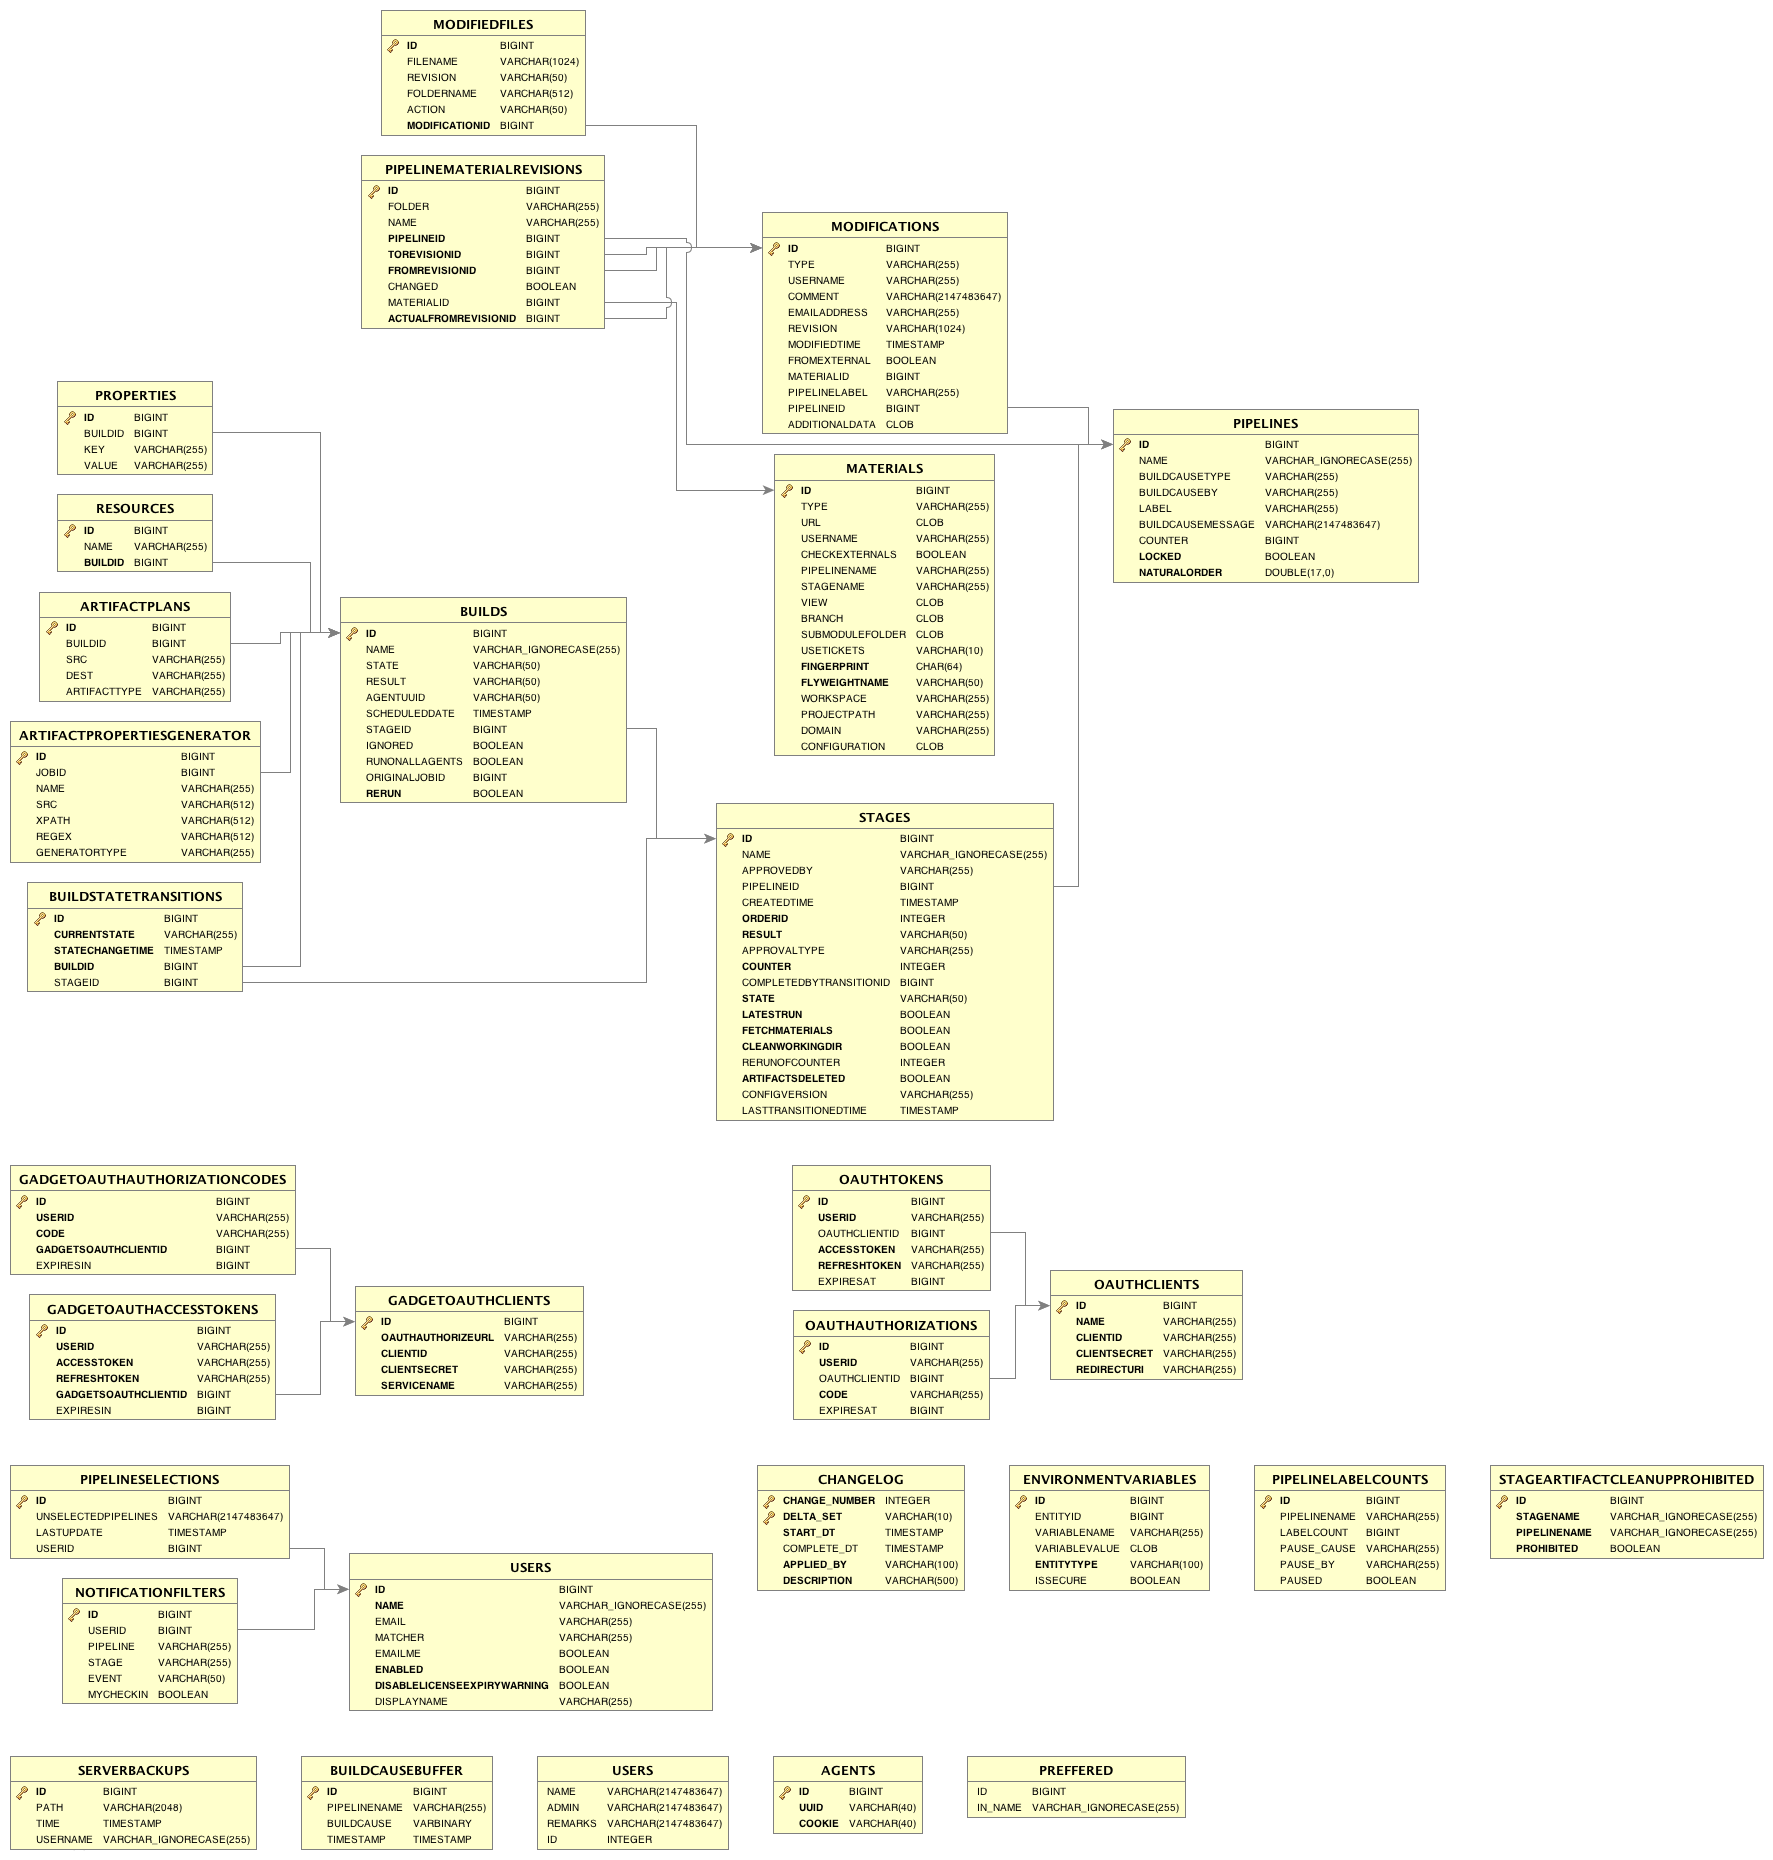 MODIFIEDFILES
ID BIGINT
FILENAME VARCHAR(1024)
REVISION VARCHAR(50)
FOLDERNAME VARCHAR(512)
ACTION VARCHAR(50)
MODIFICATIONID BIGINT
PIPELINEMATERIALREVISIONS
ID BIGINT
FOLDER VARCHAR(255)
NAME VARCHAR(255)
PIPELINEID BIGINT
TOREVISIONID BIGINT
FROMREVISIONID BIGINT
CHANGED BOOLEAN
MATERIALID BIGINT
ACTUALFROMREVISIONID BIGINT
MODIFICATIONS
ID BIGINT
TYPE VARCHAR(255)
USERNAME VARCHAR(255)
COMMENT VARCHAR(2147483647)
EMAILADDRESS VARCHAR(255)
REVISION VARCHAR(1024)
MODIFIEDTIME TIMESTAMP
FROMEXTERNAL BOOLEAN
MATERIALID BIGINT
PIPELINELABEL VARCHAR(255)
PIPELINEID BIGINT
ADDITIONALDATA CLOB
PROPERTIES
ID BIGINT
BUILDID BIGINT
KEY VARCHAR(255)
VALUE VARCHAR(255)
PIPELINES
ID BIGINT
NAME VARCHAR_IGNORECASE(255)
BUILDCAUSETYPE VARCHAR(255)
BUILDCAUSEBY VARCHAR(255)
LABEL VARCHAR(255)
BUILDCAUSEMESSAGE VARCHAR(2147483647)
COUNTER BIGINT
LOCKED BOOLEAN
NATURALORDER DOUBLE(17,0)
MATERIALS
ID BIGINT
TYPE VARCHAR(255)
URL CLOB
USERNAME VARCHAR(255)
CHECKEXTERNALS BOOLEAN
PIPELINENAME VARCHAR(255)
STAGENAME VARCHAR(255)
VIEW CLOB
BRANCH CLOB
SUBMODULEFOLDER CLOB
USETICKETS VARCHAR(10)
FINGERPRINT CHAR(64)
FLYWEIGHTNAME VARCHAR(50)
WORKSPACE VARCHAR(255)
PROJECTPATH VARCHAR(255)
DOMAIN VARCHAR(255)
CONFIGURATION CLOB
RESOURCES
ID BIGINT
NAME VARCHAR(255)
BUILDID BIGINT
ARTIFACTPLANS
ID BIGINT
BUILDID BIGINT
SRC VARCHAR(255)
DEST VARCHAR(255)
ARTIFACTTYPE VARCHAR(255)
BUILDS
ID BIGINT
NAME VARCHAR_IGNORECASE(255)
STATE VARCHAR(50)
RESULT VARCHAR(50)
AGENTUUID VARCHAR(50)
SCHEDULEDDATE TIMESTAMP
STAGEID BIGINT
IGNORED BOOLEAN
RUNONALLAGENTS BOOLEAN
ORIGINALJOBID BIGINT
RERUN BOOLEAN
ARTIFACTPROPERTIESGENERATOR
ID BIGINT
JOBID BIGINT
NAME VARCHAR(255)
SRC VARCHAR(512)
XPATH VARCHAR(512)
REGEX VARCHAR(512)
GENERATORTYPE VARCHAR(255)
STAGES
ID BIGINT
NAME VARCHAR_IGNORECASE(255)
APPROVEDBY VARCHAR(255)
PIPELINEID BIGINT
CREATEDTIME TIMESTAMP
ORDERID INTEGER
RESULT VARCHAR(50)
APPROVALTYPE VARCHAR(255)
COUNTER INTEGER
COMPLETEDBYTRANSITIONID BIGINT
STATE VARCHAR(50)
LATESTRUN BOOLEAN
FETCHMATERIALS BOOLEAN
CLEANWORKINGDIR BOOLEAN
RERUNOFCOUNTER INTEGER
ARTIFACTSDELETED BOOLEAN
CONFIGVERSION VARCHAR(255)
LASTTRANSITIONEDTIME TIMESTAMP
BUILDSTATETRANSITIONS
ID BIGINT
CURRENTSTATE VARCHAR(255)
STATECHANGETIME TIMESTAMP
BUILDID BIGINT
STAGEID BIGINT
GADGETOAUTHAUTHORIZATIONCODES
ID BIGINT
USERID VARCHAR(255)
CODE VARCHAR(255)
GADGETSOAUTHCLIENTID BIGINT
EXPIRESIN BIGINT
GADGETOAUTHACCESSTOKENS
ID BIGINT
USERID VARCHAR(255)
ACCESSTOKEN VARCHAR(255)
REFRESHTOKEN VARCHAR(255)
GADGETSOAUTHCLIENTID BIGINT
EXPIRESIN BIGINT
GADGETOAUTHCLIENTS
ID BIGINT
OAUTHAUTHORIZEURL VARCHAR(255)
CLIENTID VARCHAR(255)
CLIENTSECRET VARCHAR(255)
SERVICENAME VARCHAR(255)
OAUTHTOKENS
ID BIGINT
USERID VARCHAR(255)
OAUTHCLIENTID BIGINT
ACCESSTOKEN VARCHAR(255)
REFRESHTOKEN VARCHAR(255)
EXPIRESAT BIGINT
OAUTHAUTHORIZATIONS
ID BIGINT
USERID VARCHAR(255)
OAUTHCLIENTID BIGINT
CODE VARCHAR(255)
EXPIRESAT BIGINT
OAUTHCLIENTS
ID BIGINT
NAME VARCHAR(255)
CLIENTID VARCHAR(255)
CLIENTSECRET VARCHAR(255)
REDIRECTURI VARCHAR(255)
PIPELINESELECTIONS
ID BIGINT
UNSELECTEDPIPELINES VARCHAR(2147483647)
LASTUPDATE TIMESTAMP
USERID BIGINT
NOTIFICATIONFILTERS
ID BIGINT
USERID BIGINT
PIPELINE VARCHAR(255)
STAGE VARCHAR(255)
EVENT VARCHAR(50)
MYCHECKIN BOOLEAN
USERS
ID BIGINT
NAME VARCHAR_IGNORECASE(255)
EMAIL VARCHAR(255)
MATCHER VARCHAR(255)
EMAILME BOOLEAN
ENABLED BOOLEAN
DISABLELICENSEEXPIRYWARNING BOOLEAN
DISPLAYNAME VARCHAR(255)
CHANGELOG
CHANGE_NUMBER INTEGER
DELTA_SET VARCHAR(10)
START_DT TIMESTAMP
COMPLETE_DT TIMESTAMP
APPLIED_BY VARCHAR(100)
DESCRIPTION VARCHAR(500)
ENVIRONMENTVARIABLES
ID BIGINT
ENTITYID BIGINT
VARIABLENAME VARCHAR(255)
VARIABLEVALUE CLOB
ENTITYTYPE VARCHAR(100)
ISSECURE BOOLEAN
PIPELINELABELCOUNTS
ID BIGINT
PIPELINENAME VARCHAR(255)
LABELCOUNT BIGINT
PAUSE_CAUSE VARCHAR(255)
PAUSE_BY VARCHAR(255)
PAUSED BOOLEAN
STAGEARTIFACTCLEANUPPROHIBITED
ID BIGINT
STAGENAME VARCHAR_IGNORECASE(255)
PIPELINENAME VARCHAR_IGNORECASE(255)
PROHIBITED BOOLEAN
SERVERBACKUPS
ID BIGINT
PATH VARCHAR(2048)
TIME TIMESTAMP
USERNAME VARCHAR_IGNORECASE(255)
BUILDCAUSEBUFFER
ID BIGINT
PIPELINENAME VARCHAR(255)
BUILDCAUSE VARBINARY
TIMESTAMP TIMESTAMP
USERS
NAME VARCHAR(2147483647)
ADMIN VARCHAR(2147483647)
REMARKS VARCHAR(2147483647)
ID INTEGER
AGENTS
ID BIGINT
UUID VARCHAR(40)
COOKIE VARCHAR(40)
PREFFERED
ID BIGINT
IN_NAME VARCHAR_IGNORECASE(255)